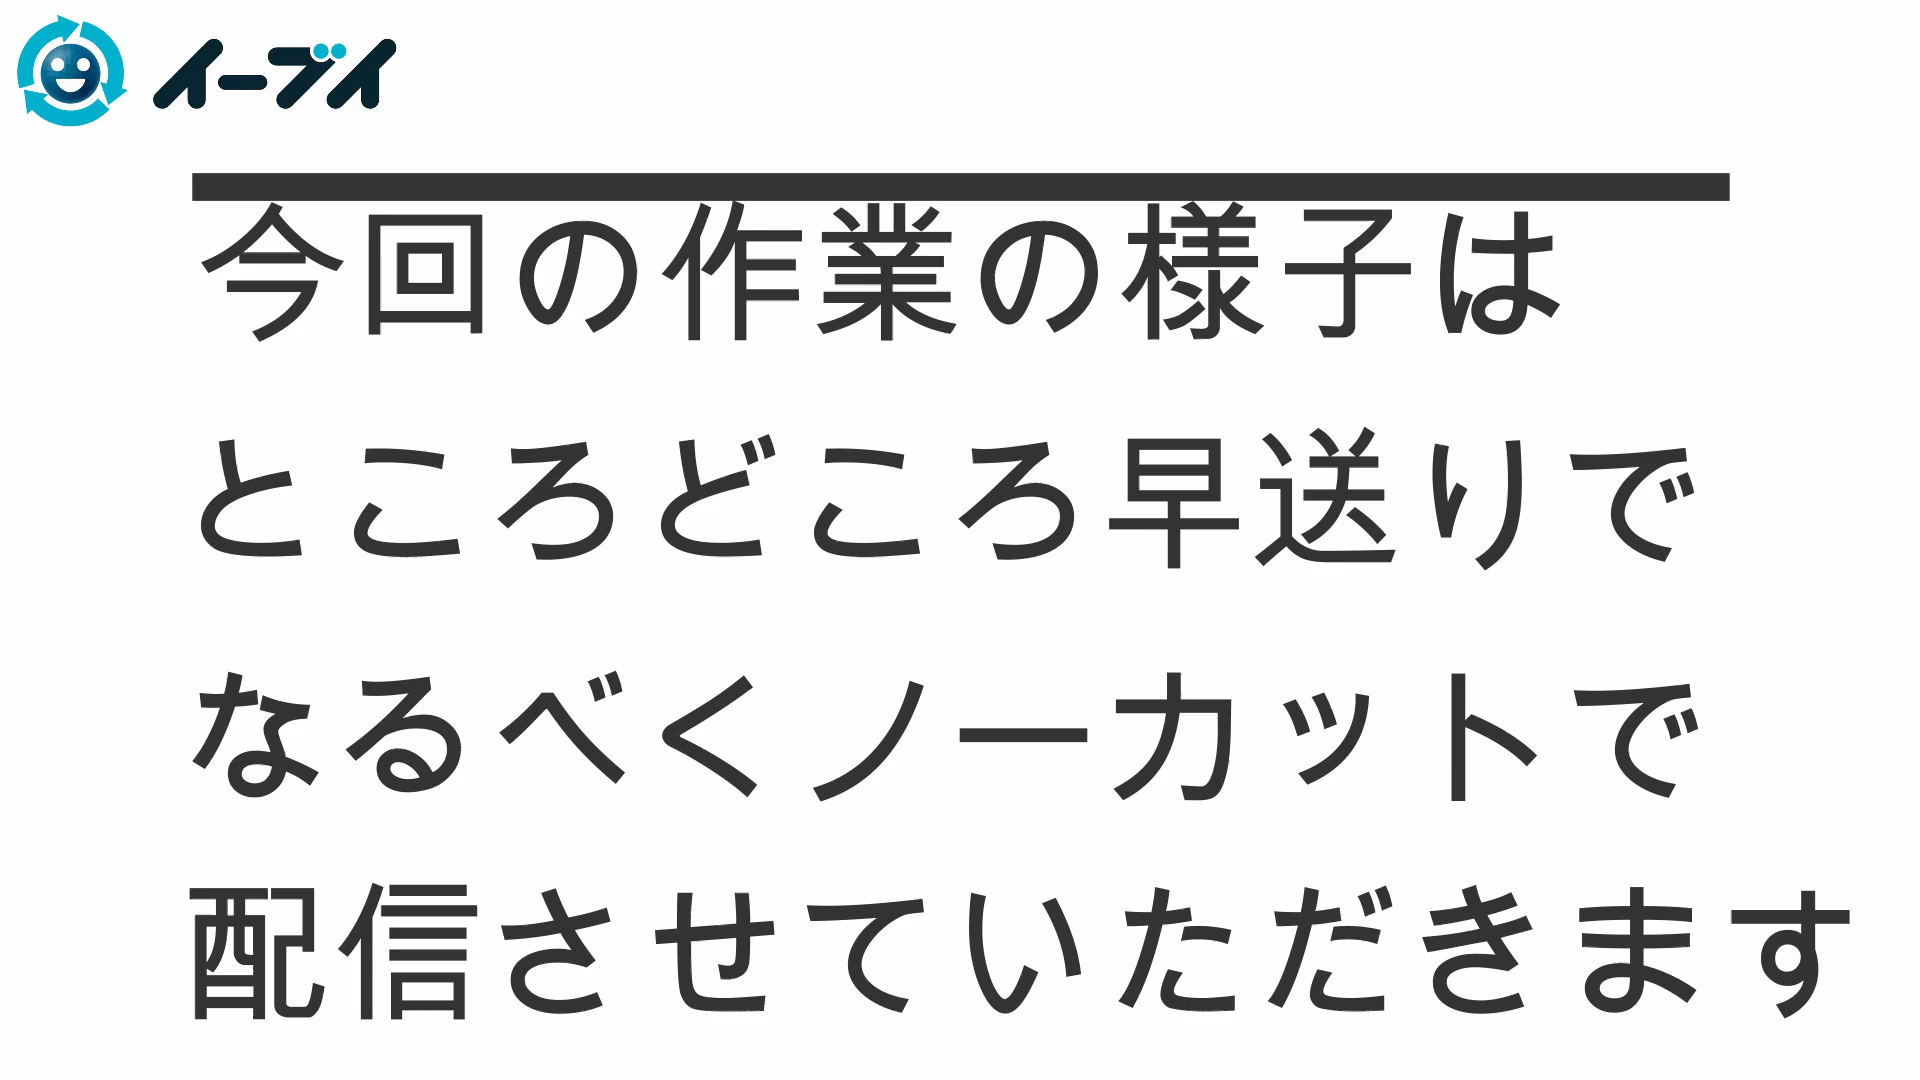 イーブイ
今回の作業の様子は
ところどころ早送りで
なるべくノーカットで
配信させていただきます